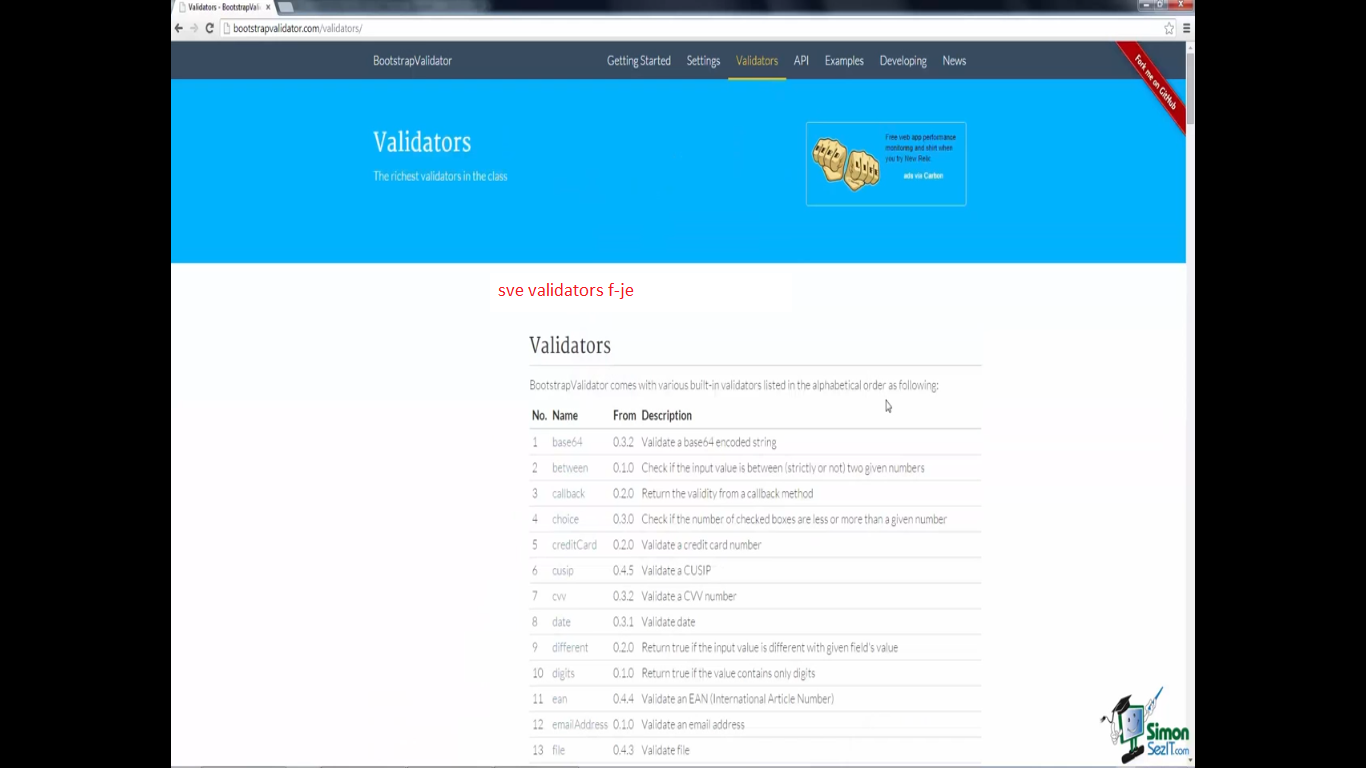 Validators - BootstrapVal
bootstrapvalidator.com/validators/
BootstrapValidator
Getting Started Settings Validators API Examples Developing News
Fork me on GitHub
Validators
The richest validators in the class
Free web app performance
monitoring and shirt when
you by New Relic
ads via Carbon
sve validators f-je
Validators
BootstrapValidator comes with various built-in validators listed in the alphabetical order as following:
No. Name From Description
1 base64 0.3.2 Validate a base64 encoded string
2 between 0.1.0 Check if the input value is between (strictly or not) two given numbers
3 callback 0.2.0 Return the validity from a callback method
4 choice 0.3.0 Check if the number of checked boxes are less or more than a given number
5 creditCard 0.2.0 Validate a credit card number
6 cusip 0.4.5 Validate a CUSIP
7 cvv 0.3.2 Validate a CVV number
8 date 0.3.1 Validate date
9 different 0.2.0 Return true if the input value is different with given field's value
10 digits 0.1.0 Return true if the value contains only digits
11 ean 0.4.4 Validate an EAN (International Article Number)
12 emailAddress 0.1.0 Validate an email address
13 file 0.4.3 Validate file
Simon
SezIT.com